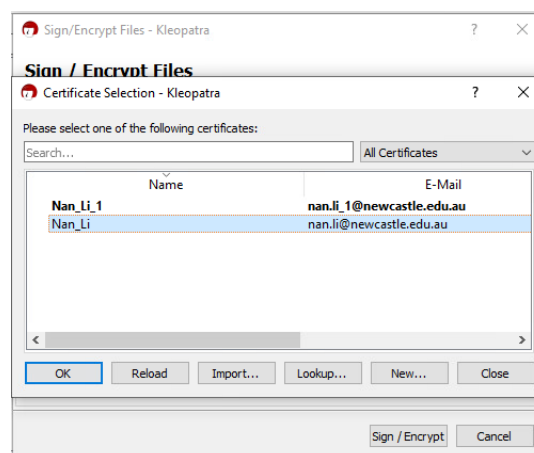 Sign/Encrypt Files - Kleopatra ? ×
Sign / Encrypt Files
Certificate Selection - Kleopatra ? ×
Please select one of the following certificates:
Search... All Certificates
Name E-Mail
Nan_Li_1 nan.li_1@newcastle.edu.au
Nan_Li nan.li@newcastle.edu.au
OK Reload Import... Lookup... New... Close
Sign / Encrypt Cancel